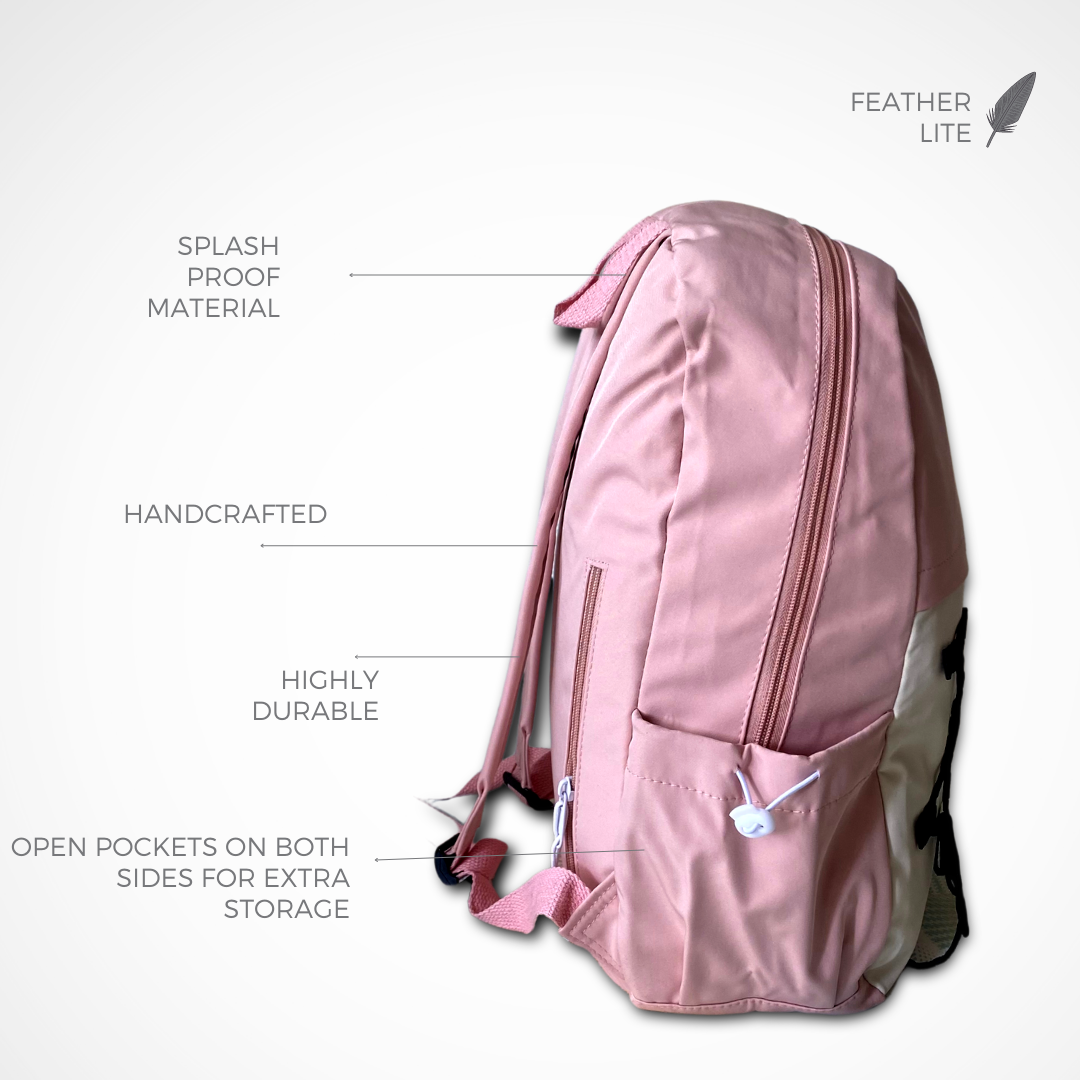 FEATHER
LITE
SPLASH
PROOF
MATERIAL
HANDCRAFTED
HIGHLY
DURABLE
OPEN POCKETS ON BOTH
SIDES FOR EXTRA
STORAGE